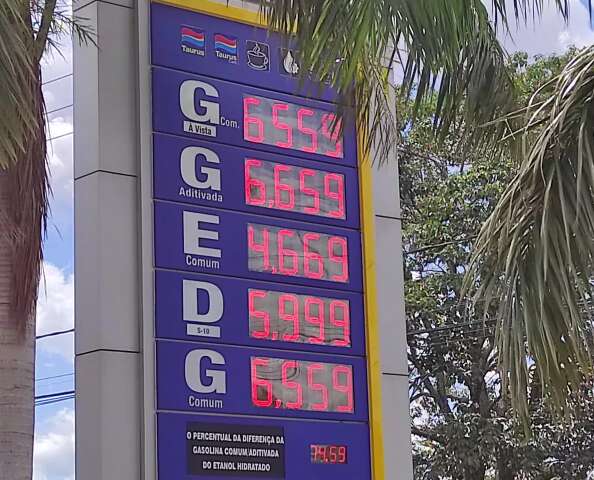 Taurus Taurus
G Com. 6.559
À Vista
G 6.659
Aditivada
E 4,669
Comum
D 5.999
S-10
G 6,559
Comum
O PERCENTUAL DA DIFERENÇA DA
GASOLINA COMUM/ADITIVADA
DO ETANOL HIDRATADO